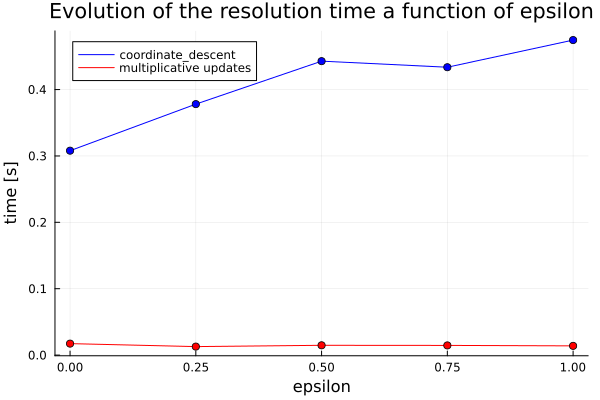 Evolution of the resolution time a function of epsilon
coordinate_descent
multiplicative updates
time [s]
0.4
0.3
0.2
0.1
0.0
0.00 0.25 0.50 0.75 1.00
epsilon